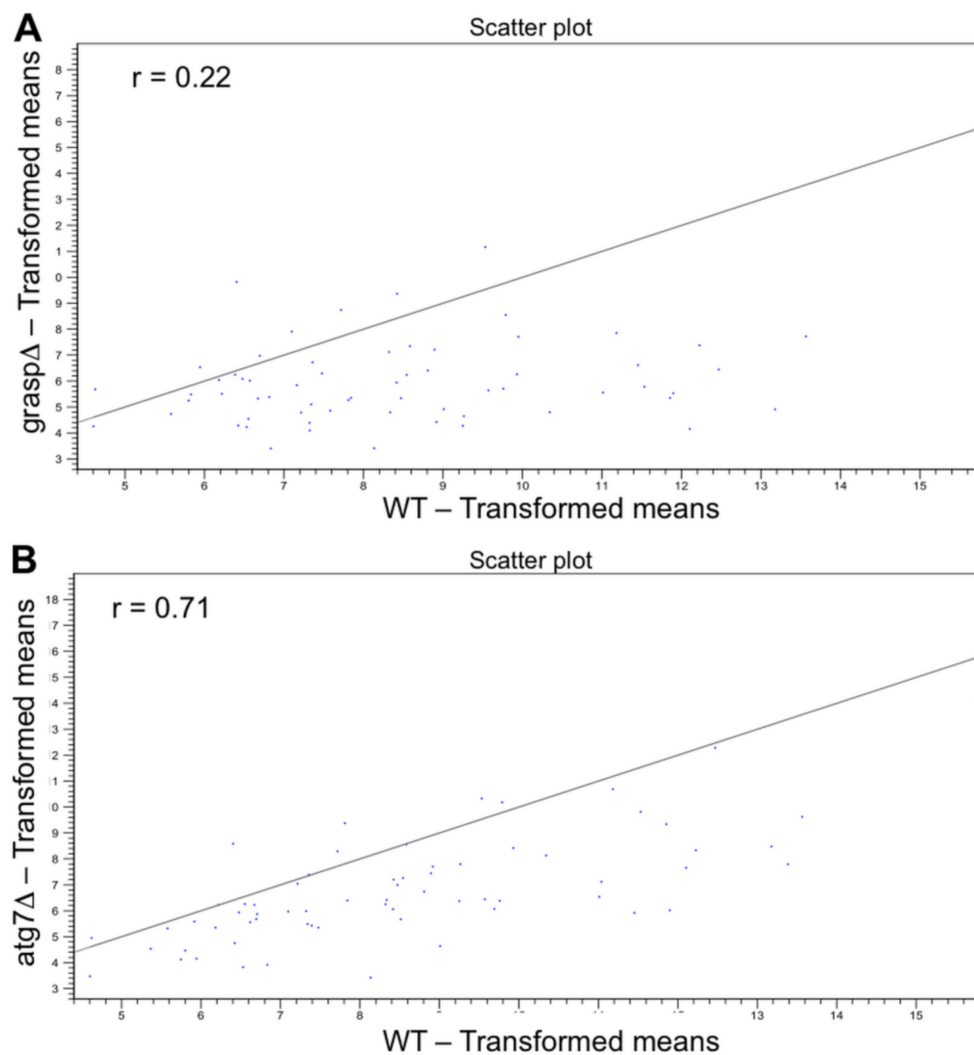 A
Scatter plot
r = 0.22
graspΔ – Transformed means
8
7
6
5
4
3
2
1
0
9
8
7
6
5
4
3
5 6 7 8 9 10 11 12 13 14 15
WT – Transformed means
B
Scatter plot
r = 0.71
atg7Δ – Transformed means
18
7
6
5
4
3
2
1
0
9
8
7
6
5
4
3
5 6 7 8 13 14 15
WT – Transformed means